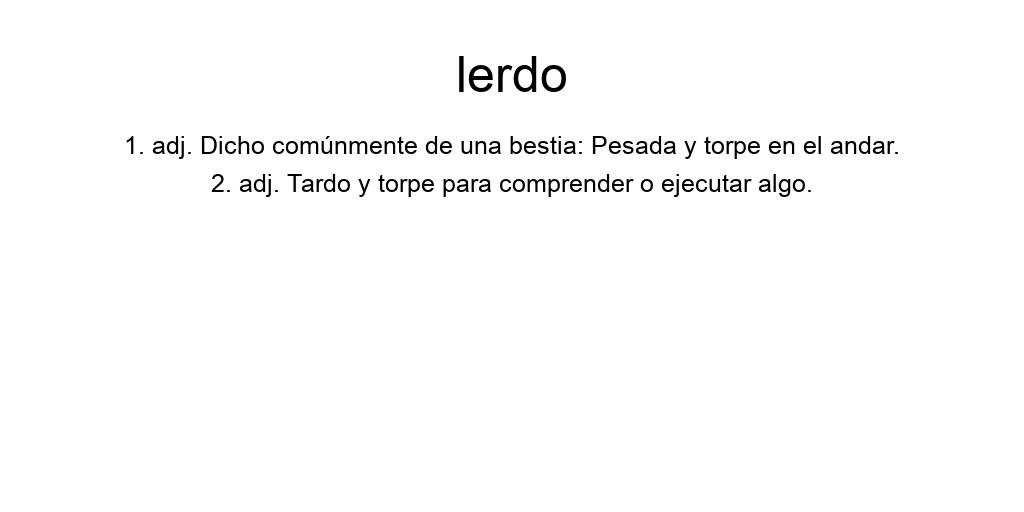 lerdo
1. adj. Dicho comúnmente de una bestia: Pesada y torpe en el andar.
2. adj. Tardo y torpe para comprender o ejecutar algo.